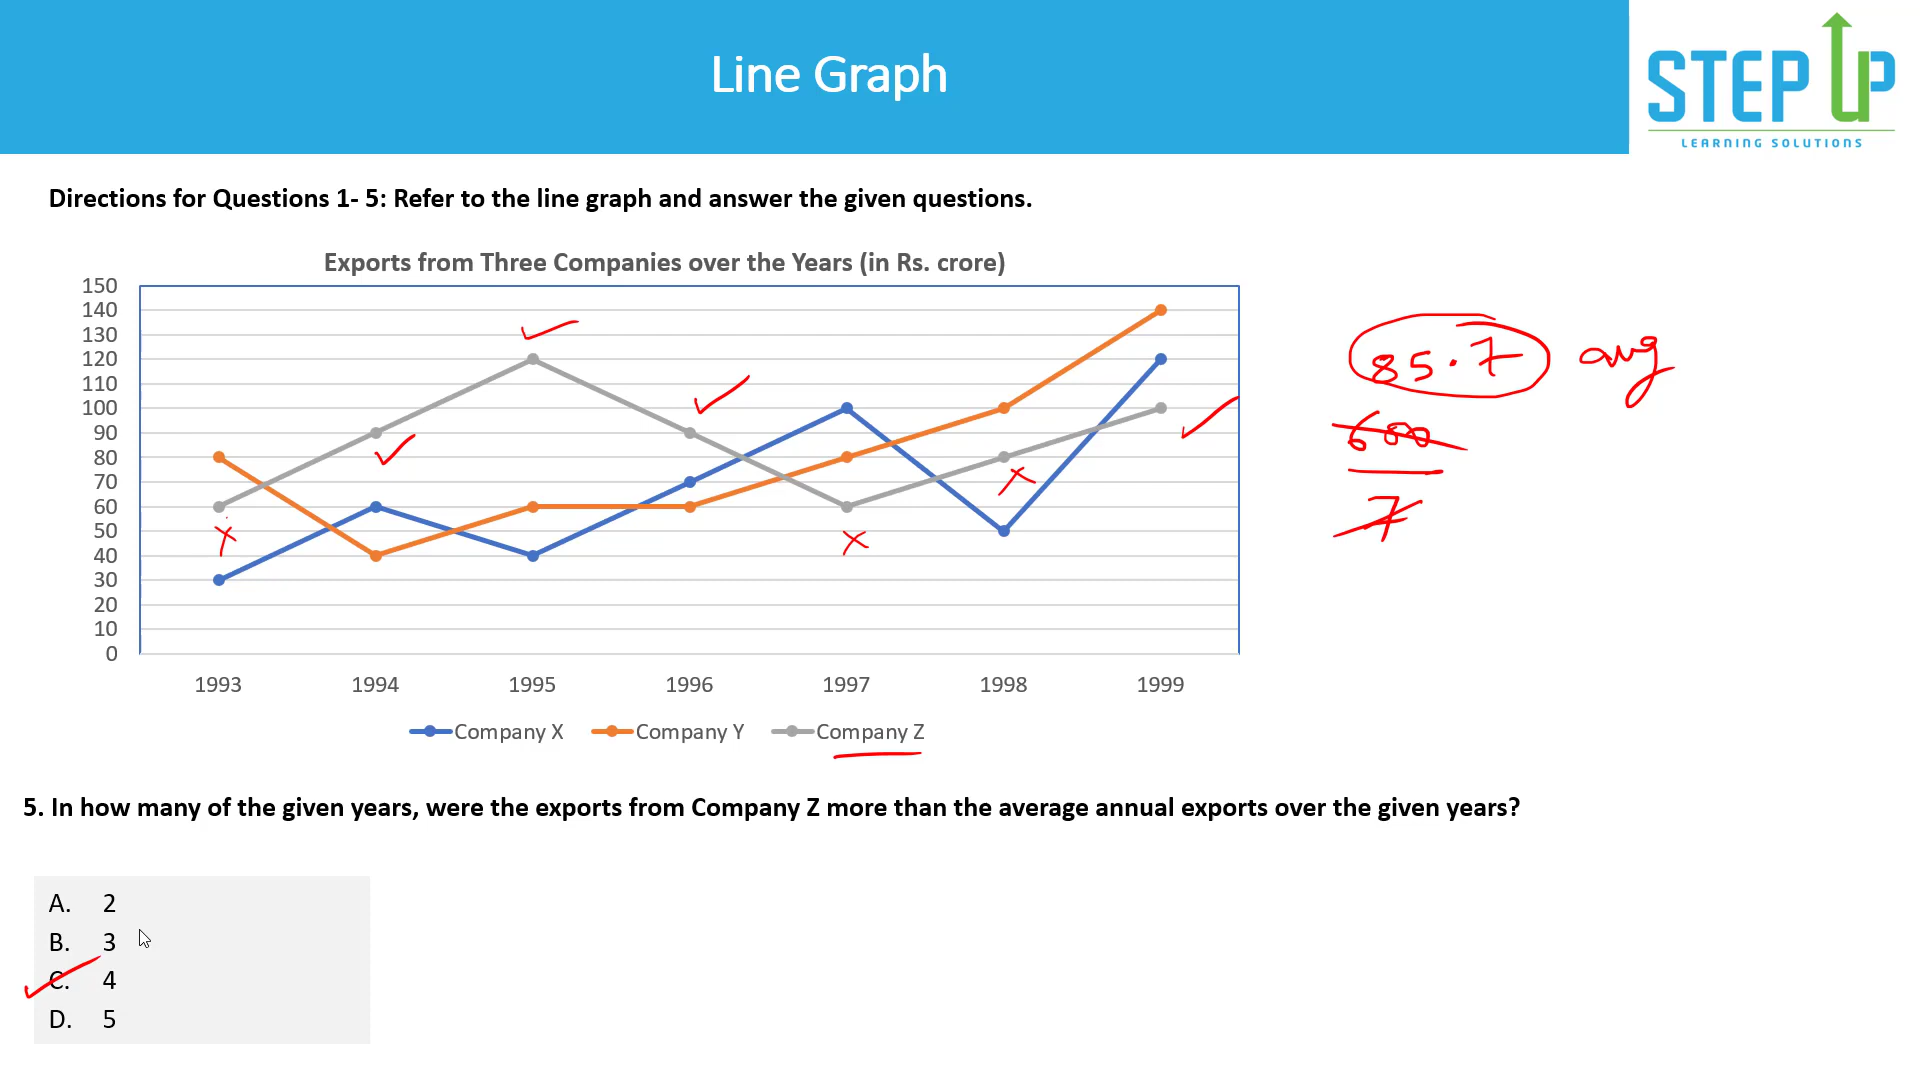 Line Graph
STEP UP
LEARNING SOLUTIONS
Directions for Questions 1- 5: Refer to the line graph and answer the given questions.
Exports from Three Companies over the Years (in Rs. crore)
150
140
130
120
110
100
90
80
70
60
50
40
30
20
10
0
1993 1994 1995 1996 1997 1998 1999
Company X Company Y Company Z
85.7 avg
600
7
5. In how many of the given years, were the exports from Company Z more than the average annual exports over the given years?
A. 2
B. 3
C. 4
D. 5